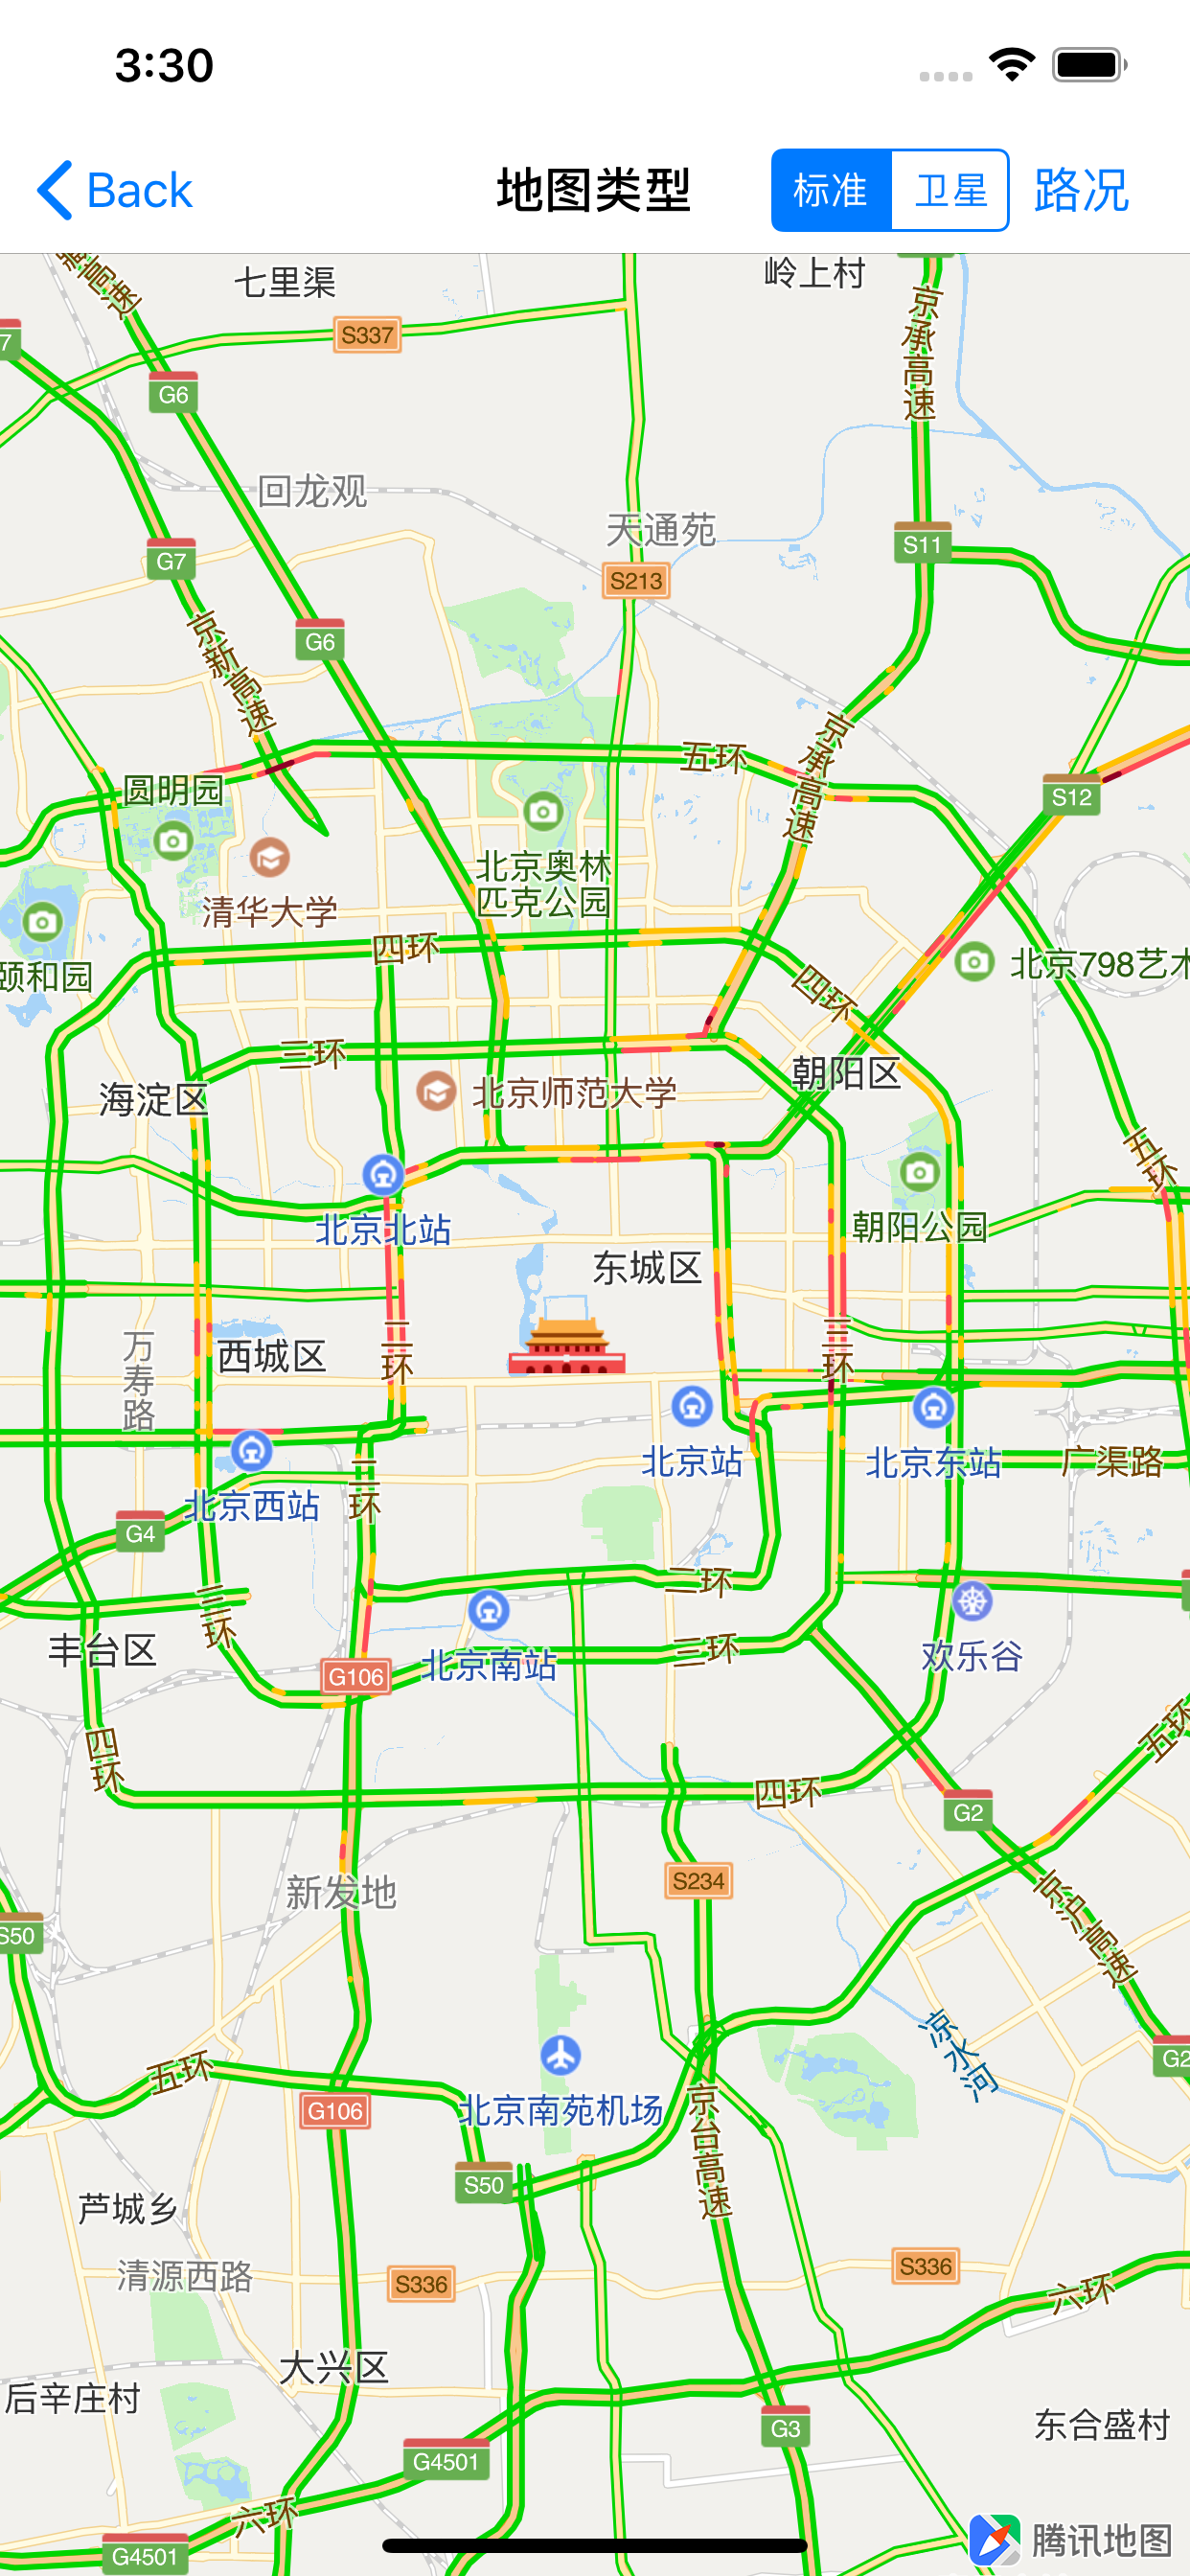 3:30
Back
地图类型
标准
卫星
路况
高速
七里渠
岭上村
京承高速
7
S337
G6
回龙观
天通苑
S11
G7
S213
G6
京新高速
京承高速
五环
圆明园
S12
北京奥林
匹克公园
清华大学
四环
北京798艺术
颐和园
四环
三环
朝阳区
北京师范大学
海淀区
五环
北京北站
朝阳公园
东城区
万寿路
西城区
二环
三环
北京站
北京东站
广渠路
二环
北京西站
G4
三环
二环
丰台区
北京南站
三环
欢乐谷
G106
四环
五环
四环
G2
S234
新发地
京沪高速
S50
凉水河
G2
五环
北京南苑机场
G106
京台高速
S50
芦城乡
清源西路
S336
S336
六环
大兴区
后辛庄村
东合盛村
G3
G4501
六环
G4501
腾讯地图